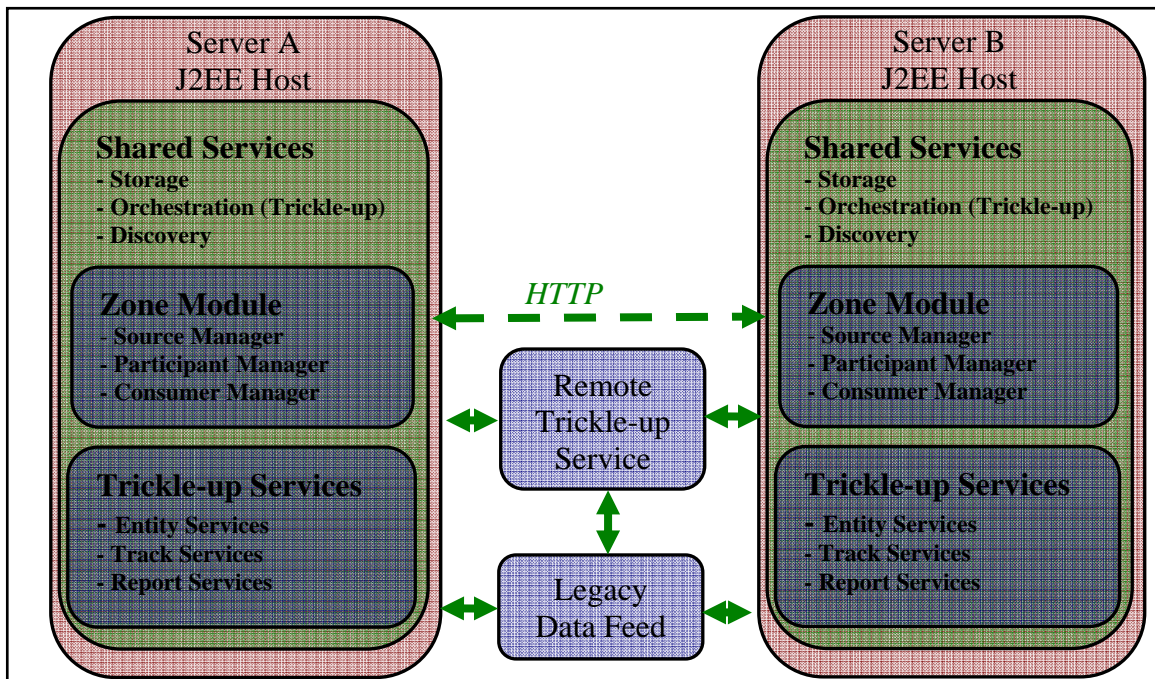 Server A
J2EE Host
Shared Services
- Storage
- Orchestration (Trickle-up)
- Discovery
Zone Module
- Source Manager
- Participant Manager
- Consumer Manager
Trickle-up Services
- Entity Services
- Track Services
- Report Services
HTTP
Remote
Trickle-up
Service
Legacy
Data Feed
Server B
J2EE Host
Shared Services
- Storage
- Orchestration (Trickle-up)
- Discovery
Zone Module
- Source Manager
- Participant Manager
- Consumer Manager
Trickle-up Services
- Entity Services
- Track Services
- Report Services